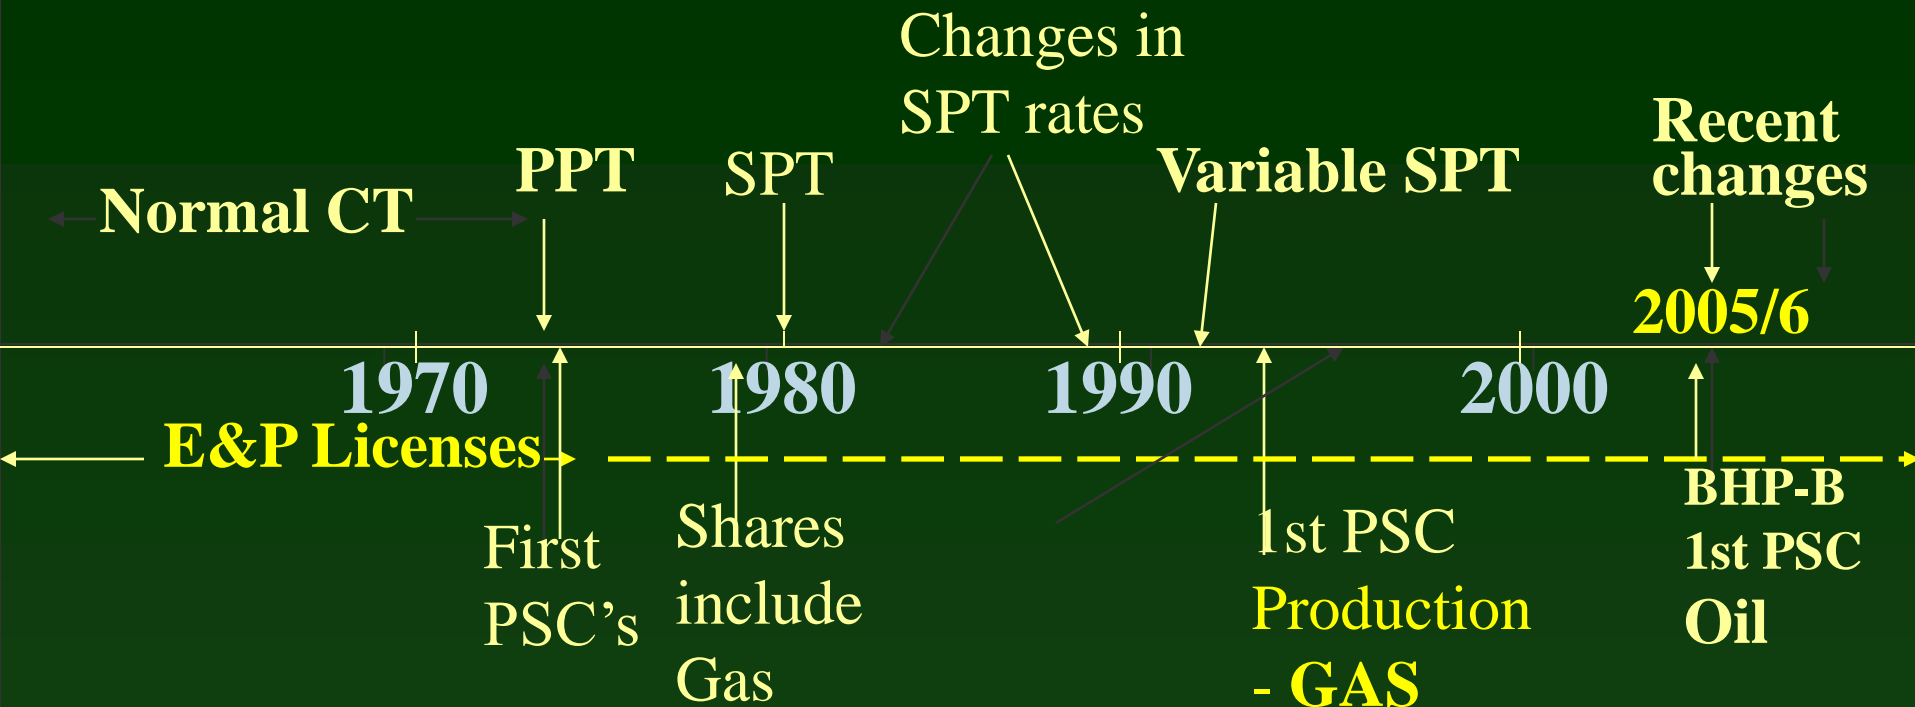 Changes in
SPT rates
Recent
changes
PPT
SPT
Variable SPT
Normal CT
2005/6
1970
1980
1990
2000
E&P Licenses
First
PSC’s
Shares
include
Gas
1st PSC
Production
- GAS
BHP-B
1st PSC
Oil